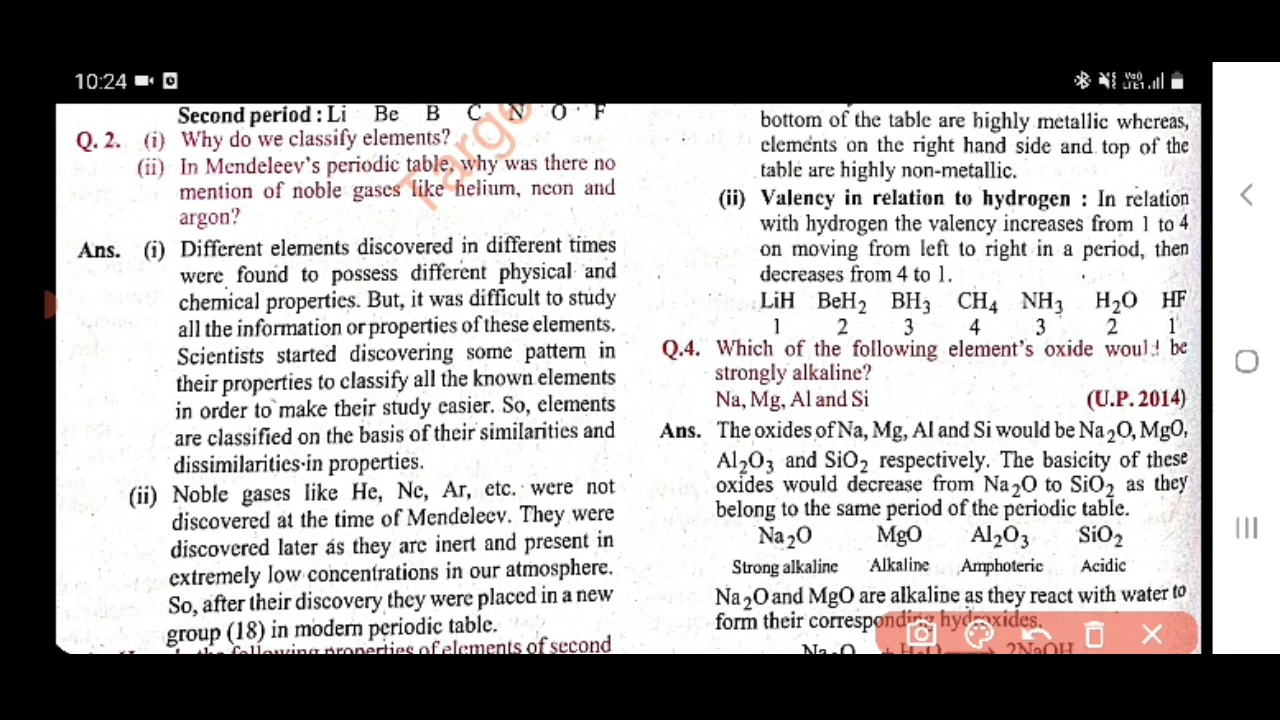 10:24
Second period : Li Be B C N O F
Q. 2. (i) Why do we classify elements?
(ii) In Mendeleev's periodic table, why was there no
mention of noble gases like helium, neon and
argon?
Ans. (i) Different elements discovered in different times
were found to possess different physical and
chemical properties. But, it was difficult to study
all the information or properties of these elements.
Scientists started discovering some pattern in
their properties to classify all the known elements
in order to make their study easier. So, elements
are classified on the basis of their similarities and
dissimilarities in properties.
(ii) Noble gases like He, Ne, Ar, etc. were not
discovered at the time of Mendeleev. They were
discovered later as they are inert and present in
extremely low concentrations in our atmosphere.
So, after their discovery they were placed in a new
group (18) in modern periodic table.
the following properties of elements of second
bottom of the table are highly metallic whereas,
elements on the right hand side and top of the
table are highly non-metallic.
(ii) Valency in relation to hydrogen : In relation
with hydrogen the valency increases from 1 to 4
on moving from left to right in a period, then
decreases from 4 to 1.
LiH BeH2 BH3 CH4 NH3 H2O HF
1 2 3 4 3 2 1
Q.4. Which of the following element's oxide would be
strongly alkaline?
Na, Mg, Al and Si (U.P. 2014)
Ans. The oxides of Na, Mg, Al and Si would be Na2O, MgO,
Al2O3 and SiO2 respectively. The basicity of these
oxides would decrease from Na2O to SiO2 as they
belong to the same period of the periodic table.
Na2O MgO Al2O3 SiO2
Strong alkaline Alkaline Amphoteric Acidic
Na2O and MgO are alkaline as they react with water to
form their corresponding hydroxides.
Na2O + H2O 2NaOH